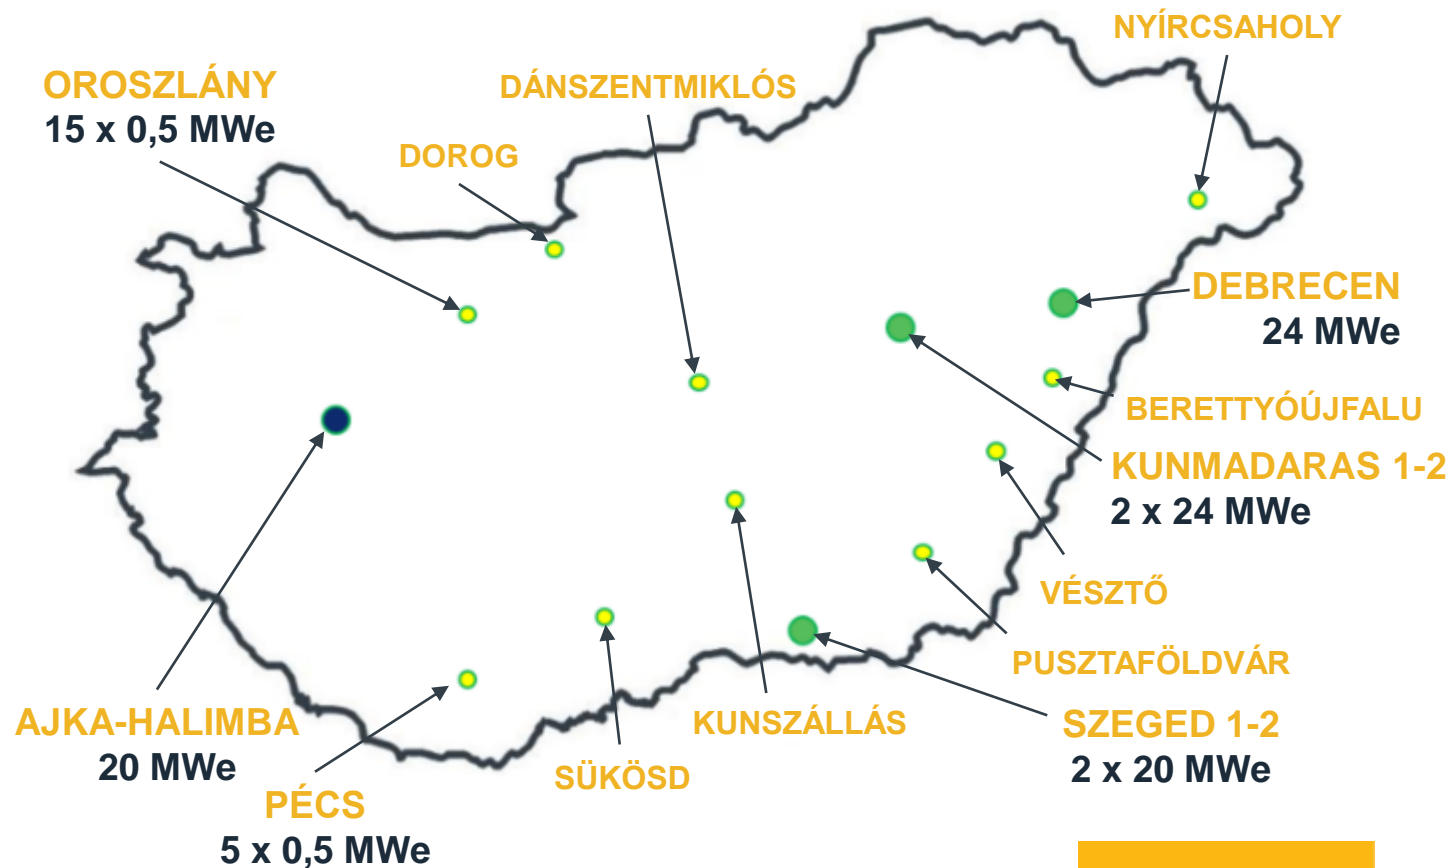 NYÍRCSAHOLY
OROSZLÁNY
15 x 0,5 MWe
DÁNSZENTMIKLÓS
DOROG
DEBRECEN
24 MWe
BERETTYÓÚJFALU
KUNMADARAS 1-2
2 x 24 MWe
VÉSZTŐ
PUSZTAFÖLDVÁR
AJKA-HALIMBA
20 MWe
KUNSZÁLLÁS
SZEGED 1-2
2 x 20 MWe
SÜKÖSD
PÉCS
5 x 0,5 MWe